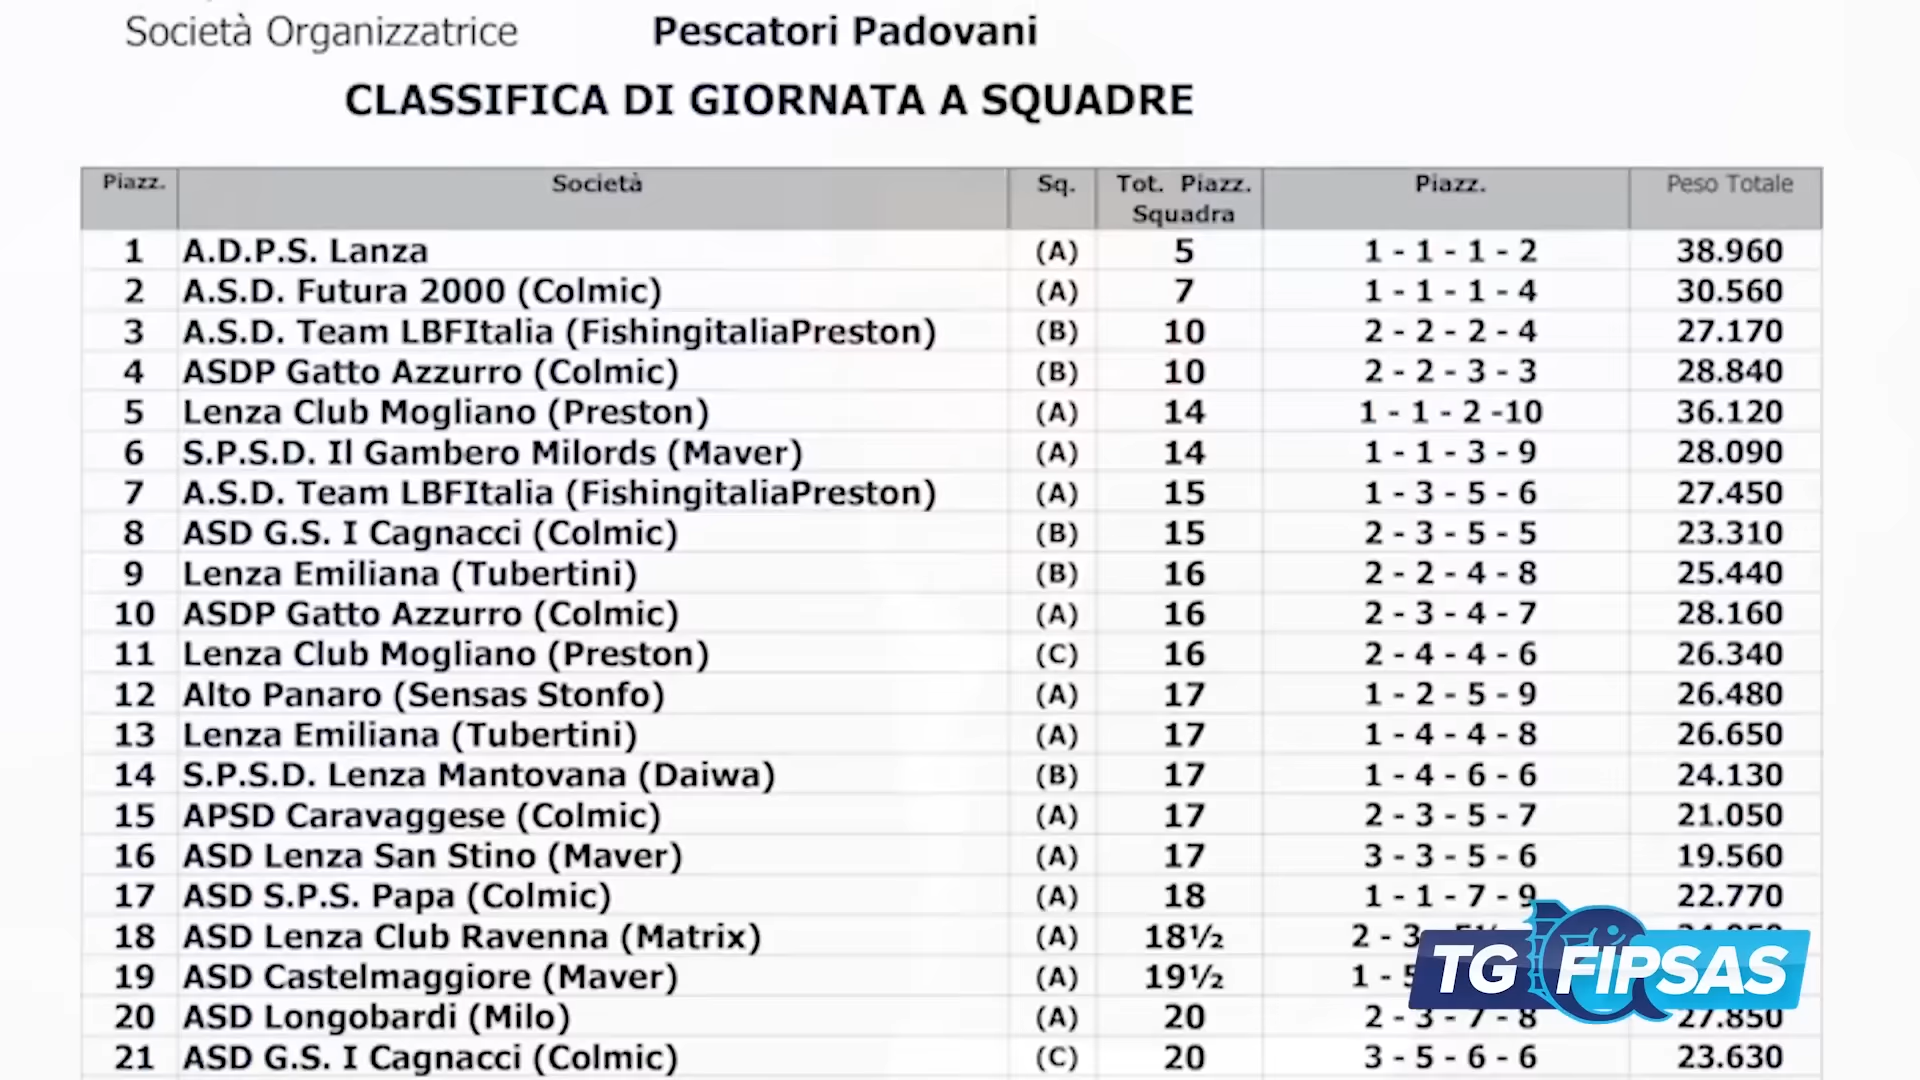 Società Organizzatrice Pescatori Padovani
CLASSIFICA DI GIORNATA A SQUADRE
Piazz. Società Sq. Tot. Piazz. Squadra Piazz. Peso Totale
1 A.D.P.S. Lanza (A) 5 1 - 1 - 1 - 2 38.960
2 A.S.D. Futura 2000 (Colmic) (A) 7 1 - 1 - 1 - 4 30.560
3 A.S.D. Team LBFItalia (FishingitaliaPreston) (B) 10 2 - 2 - 2 - 4 27.170
4 ASDP Gatto Azzurro (Colmic) (B) 10 2 - 2 - 3 - 3 28.840
5 Lenza Club Mogliano (Preston) (A) 14 1 - 1 - 2 -10 36.120
6 S.P.S.D. Il Gambero Milords (Maver) (A) 14 1 - 1 - 3 - 9 28.090
7 A.S.D. Team LBFItalia (FishingitaliaPreston) (A) 15 1 - 3 - 5 - 6 27.450
8 ASD G.S. I Cagnacci (Colmic) (B) 15 2 - 3 - 5 - 5 23.310
9 Lenza Emiliana (Tubertini) (B) 16 2 - 2 - 4 - 8 25.440
10 ASDP Gatto Azzurro (Colmic) (A) 16 2 - 3 - 4 - 7 28.160
11 Lenza Club Mogliano (Preston) (C) 16 2 - 4 - 4 - 6 26.340
12 Alto Panaro (Sensas Stonfo) (A) 17 1 - 2 - 5 - 9 26.480
13 Lenza Emiliana (Tubertini) (A) 17 1 - 4 - 4 - 8 26.650
14 S.P.S.D. Lenza Mantovana (Daiwa) (B) 17 1 - 4 - 6 - 6 24.130
15 APSD Caravaggese (Colmic) (A) 17 2 - 3 - 5 - 7 21.050
16 ASD Lenza San Stino (Maver) (A) 17 3 - 3 - 5 - 6 19.560
17 ASD S.P.S. Papa (Colmic) (A) 18 1 - 1 - 7 - 9 22.770
18 ASD Lenza Club Ravenna (Matrix) (A) 18½ 2 - 3
19 ASD Castelmaggiore (Maver) (A) 19½ 1 - 5
20 ASD Longobardi (Milo) (A) 20 2 - 3 - 7 - 8 27.850
21 ASD G.S. I Cagnacci (Colmic) (C) 20 3 - 5 - 6 - 6 23.630
TG FIPSAS